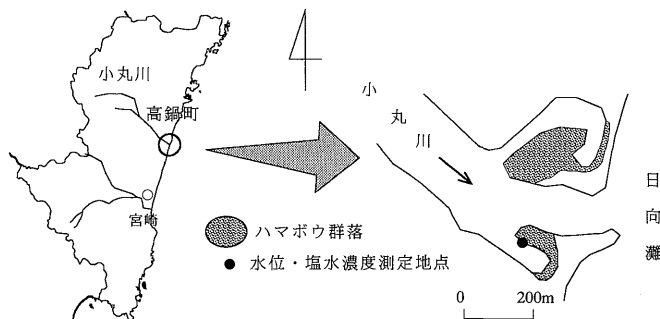 小丸川
高鍋町
宮崎
ハマボウ群落
水位・塩水濃度測定地点
小丸川
日向灘
0 200m